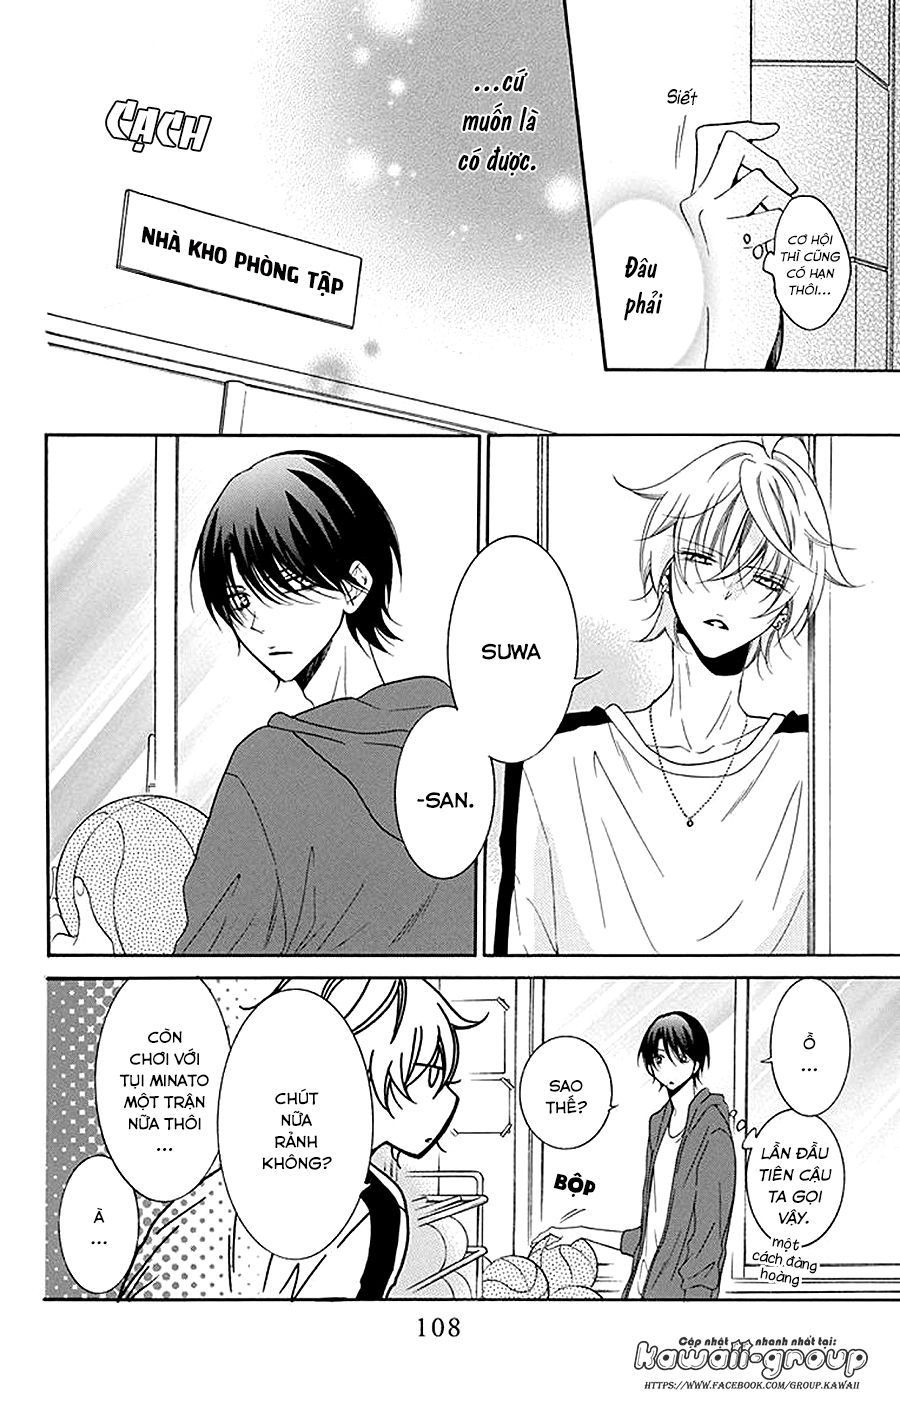 Siết
CƠ HỘI
THÌ CŨNG
CÓ HẠN
THÔI...
Đâu
phải
...cứ
muốn là
có được.
CẠCH
NHÀ KHO PHÒNG TẬP
SUWA
-SAN.
Ồ
...
LẦN ĐẦU
TIÊN CẬU
TA GỌI
VẬY.
một
cách đàng
hoàng
SAO
THẾ?
BỘP
CHÚT
NỮA
RẢNH
KHÔNG?
CÒN
CHƠI VỚI
TỤI MINATO
MỘT TRẬN
NỮA THÔI
...
À
...
108
Cập nhật nhanh nhất tại:
kawaii-group
HTTPS://WWW.FACEBOOK.COM/GROUP.KAWAII